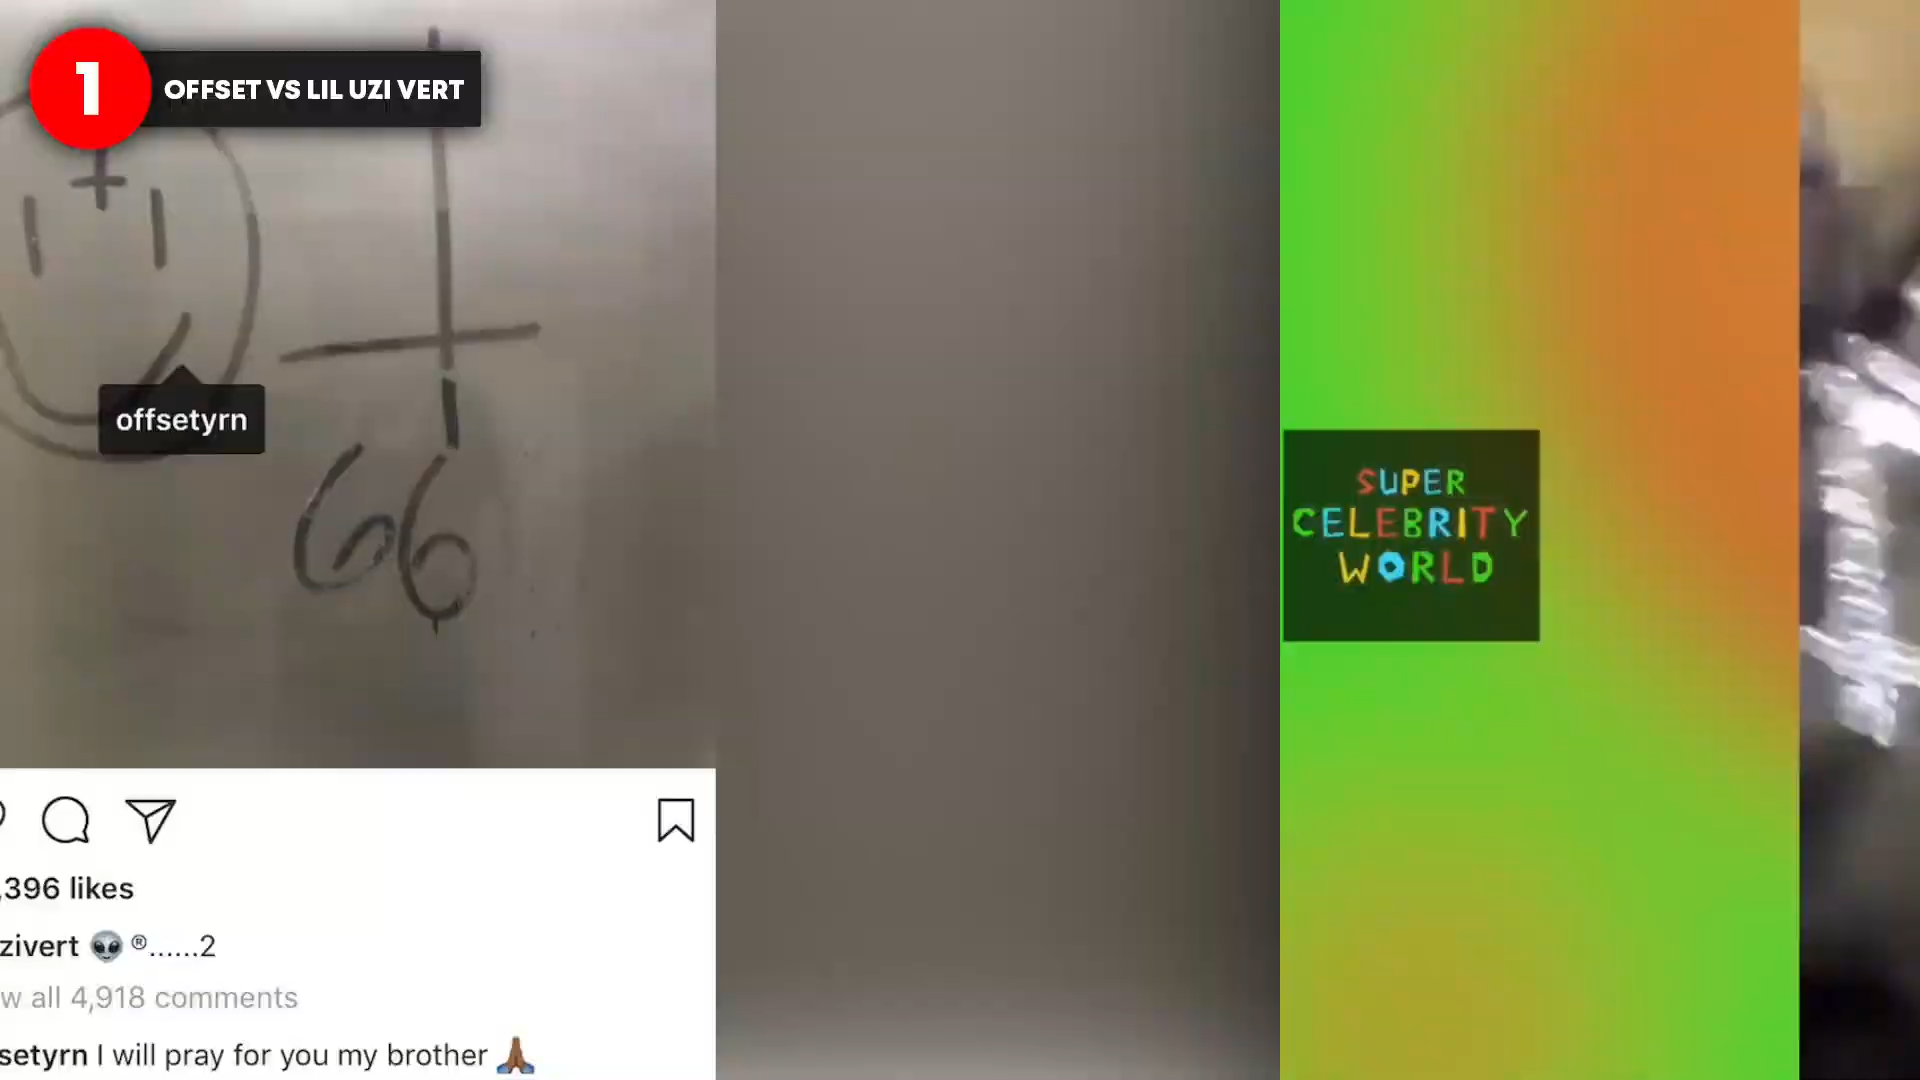 1
OFFSET VS LIL UZI VERT
offsetyrn
66
,396 likes
zivert 👽 ®......2
w all 4,918 comments
setyrn I will pray for you my brother 🙏🏾
SUPER
CELEBRITY
WORLD